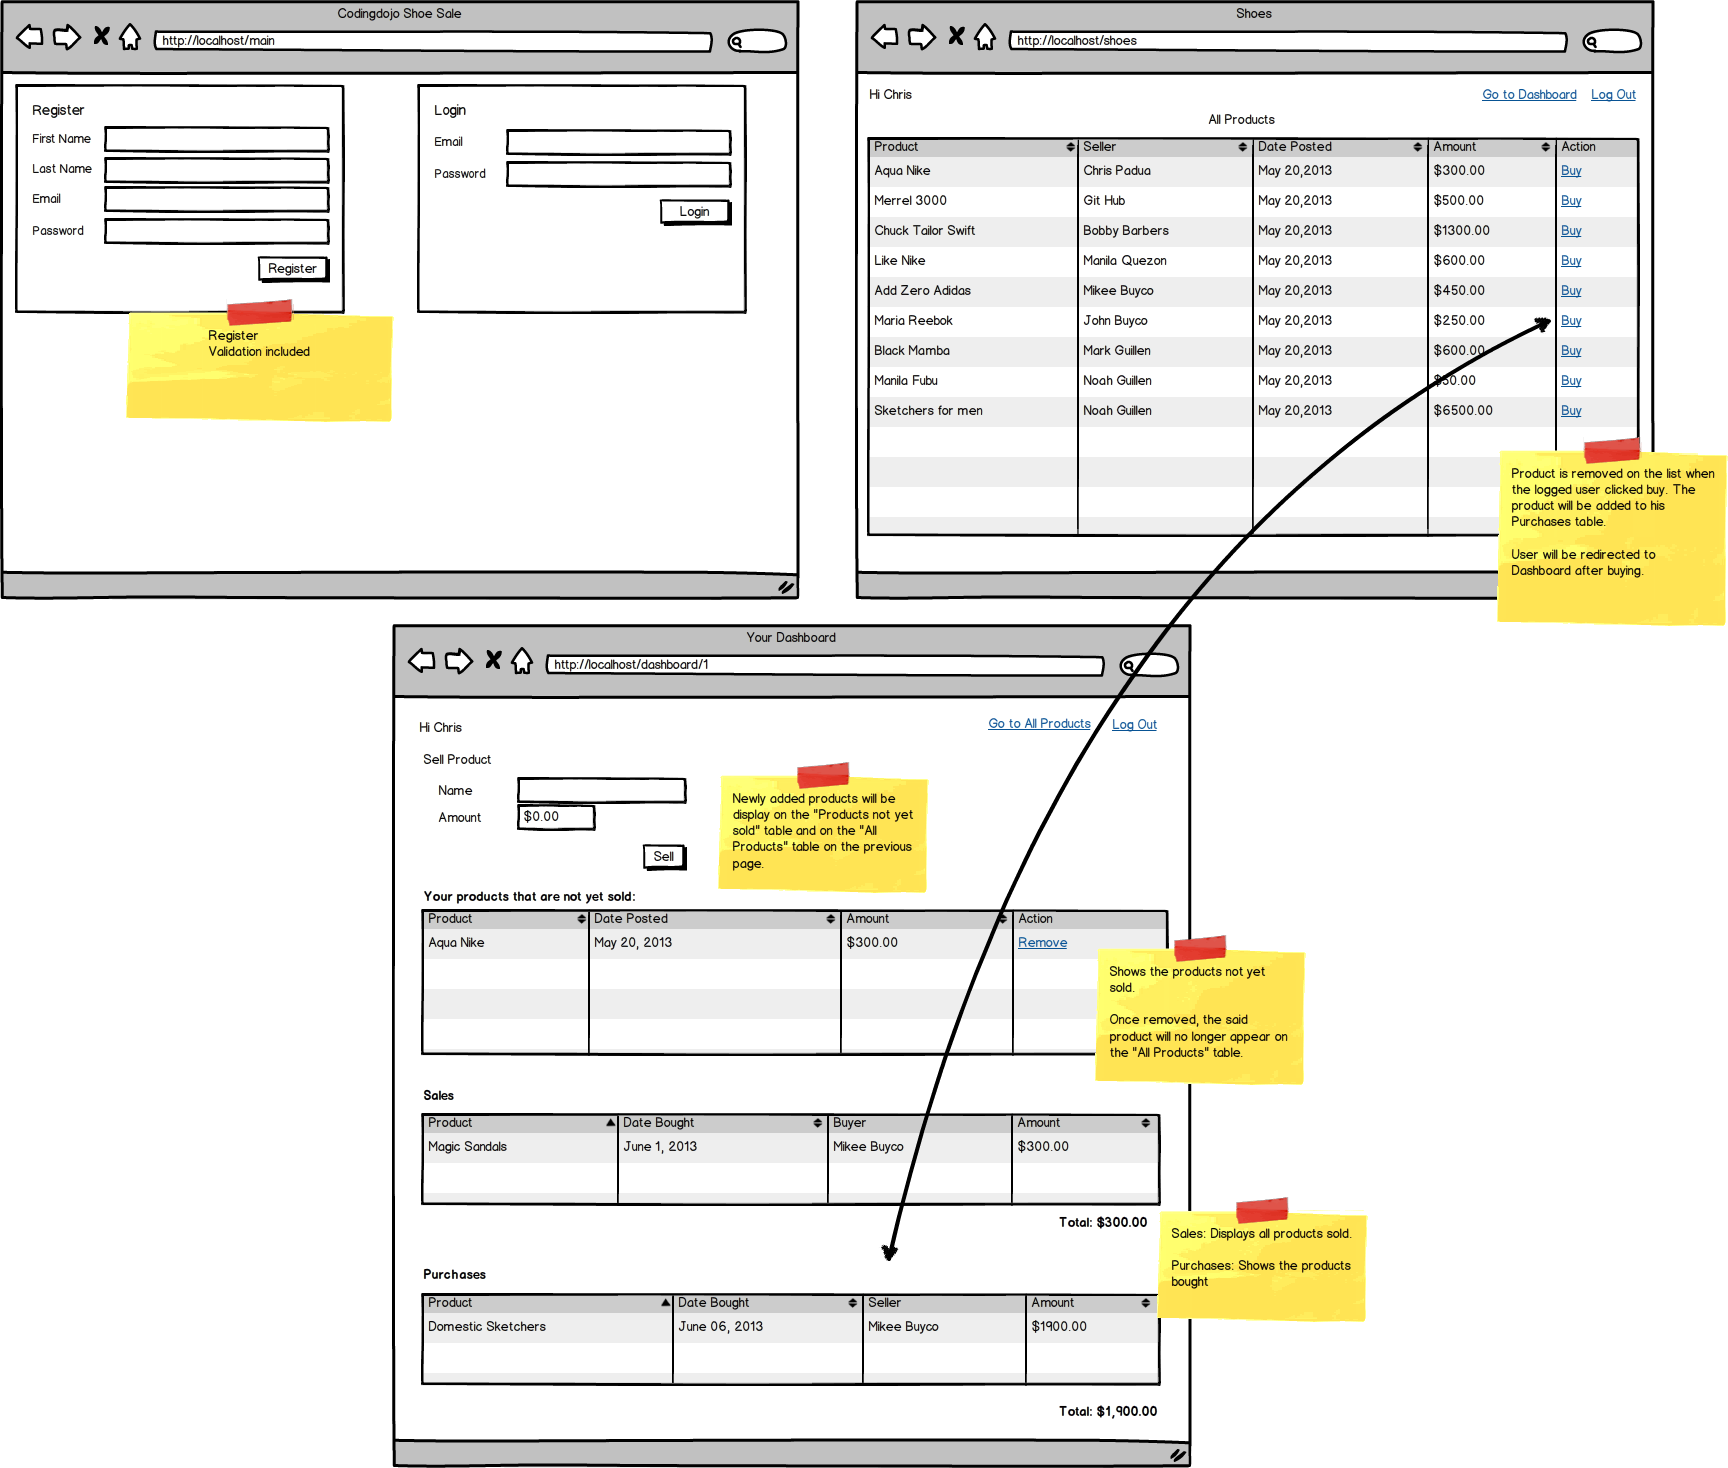 Codingdojo Shoe Sale
http://localhost/main
Register
First Name
Last Name
Email
Password
Register
Login
Email
Password
Login
Register
Validation included
Shoes
http://localhost/shoes
Hi Chris
Go to Dashboard Log Out
All Products
Product Seller Date Posted Amount Action
Aqua Nike Chris Padua May 20,2013 $300.00 Buy
Merrel 3000 Git Hub May 20,2013 $500.00 Buy
Chuck Tailor Swift Bobby Barbers May 20,2013 $1300.00 Buy
Like Nike Manila Quezon May 20,2013 $600.00 Buy
Add Zero Adidas Mikee Buyco May 20,2013 $450.00 Buy
Maria Reebok John Buyco May 20,2013 $250.00 Buy
Black Mamba Mark Guillen May 20,2013 $600.00 Buy
Manila Fubu Noah Guillen May 20,2013 Buy
Sketchers for men Noah Guillen May 20,2013 $6500.00 Buy
Product is removed on the list when
the logged user clicked buy. The
product will be added to his
Purchases table.
User will be redirected to
Dashboard after buying.
Your Dashboard
http://localhost/dashboard/1
Hi Chris
Go to All Products Log Out
Sell Product
Name
Amount $0.00
Sell
Newly added products will be
display on the "Products not yet
sold" table and on the "All
Products" table on the previous
page.
Your products that are not yet sold:
Product Date Posted Amount Action
Aqua Nike May 20, 2013 $300.00 Remove
Shows the products not yet
sold.
Once removed, the said
product will no longer appear on
the "All Products" table.
Sales
Product Date Bought Buyer Amount
Magic Sandals June 1, 2013 Mikee Buyco $300.00
Total: $300.00
Sales: Displays all products sold.
Purchases: Shows the products
bought
Purchases
Product Date Bought Seller Amount
Domestic Sketchers June 06, 2013 Mikee Buyco $1900.00
Total: $1,900.00